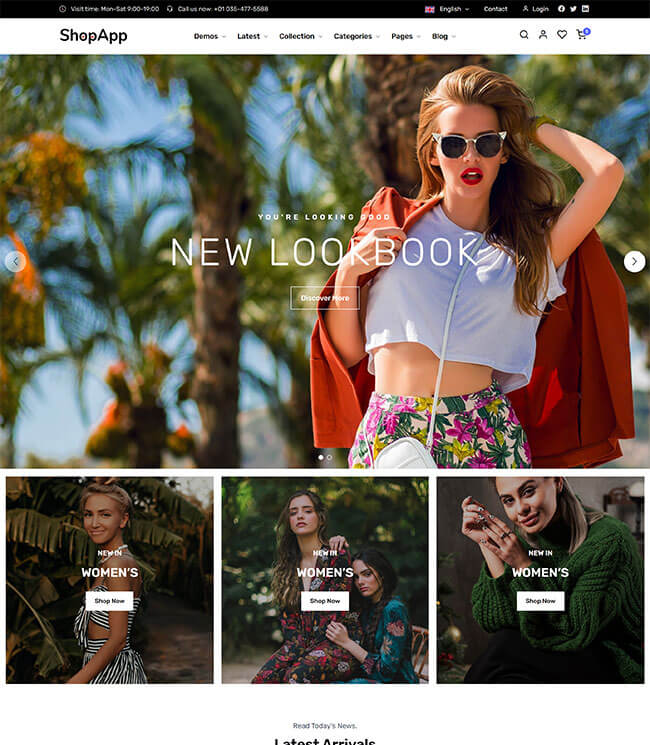 Visit time: Mon-Sat 9:00-19:00 Call us now: +01 035-477-5588 English Contact Login
ShopApp Demos Latest Collection Categories Pages Blog 0
YOU'RE LOOKING GOOD
NEW LOOKBOOK
Discover More
NEW IN NEW IN NEW IN
WOMEN'S WOMEN'S WOMEN'S
Shop Now Shop Now Shop Now
Read Today's News.
Latest Arrivals